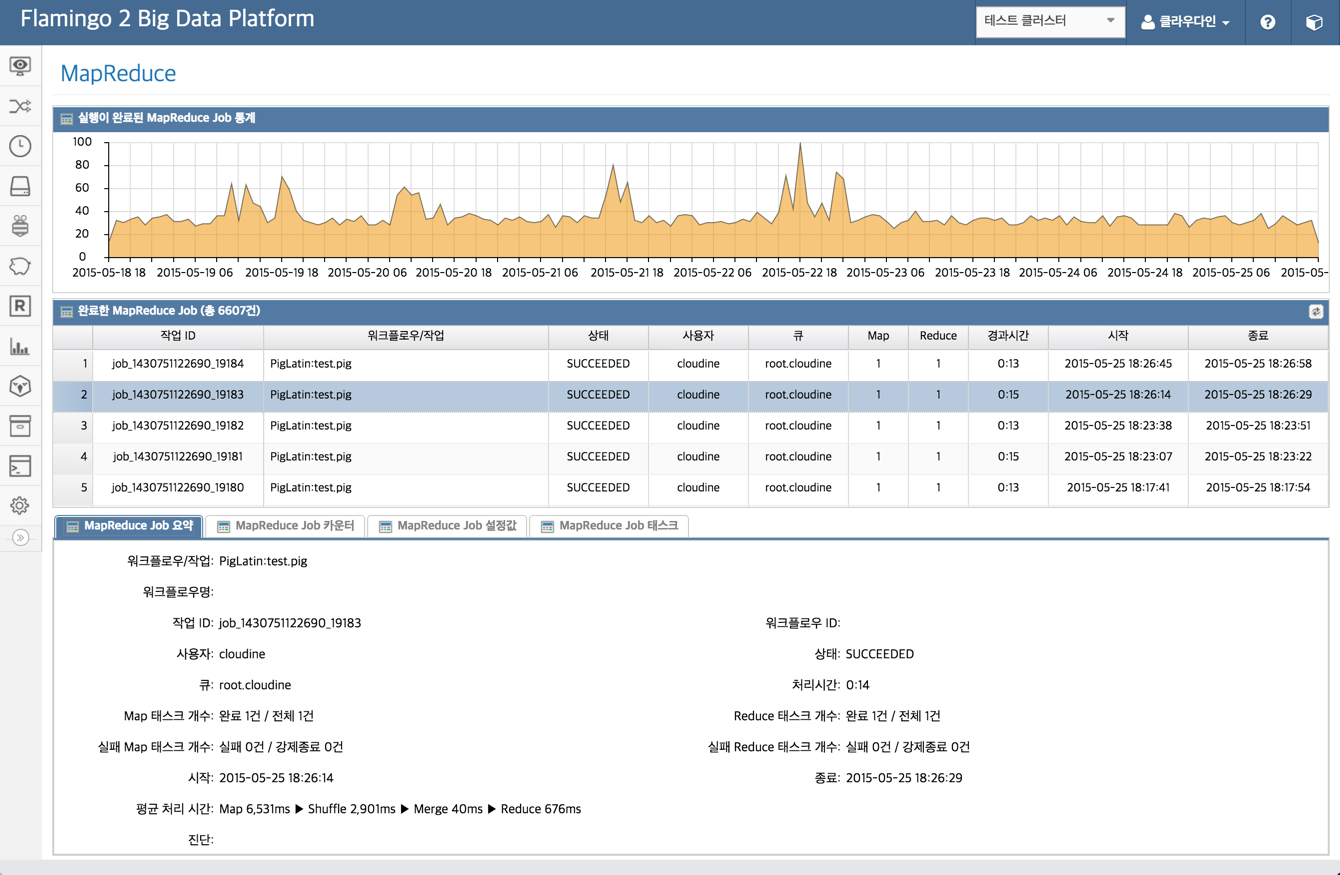 Flamingo 2 Big Data Platform
테스트 클러스터
클라우다인
MapReduce
실행이 완료된 MapReduce Job 통계
100
80
60
40
20
0
2015-05-18 18 2015-05-19 06 2015-05-19 18 2015-05-20 06 2015-05-20 18 2015-05-21 06 2015-05-21 18 2015-05-22 06 2015-05-22 18 2015-05-23 06 2015-05-23 18 2015-05-24 06 2015-05-24 18 2015-05-25 06 2015-05-
완료한 MapReduce Job (총 6607건)
작업 ID 워크플로우/작업 상태 사용자 큐 Map Reduce 경과시간 시작 종료
1 job_1430751122690_19184 PigLatin:test.pig SUCCEEDED cloudine root.cloudine 1 1 0:13 2015-05-25 18:26:45 2015-05-25 18:26:58
2 job_1430751122690_19183 PigLatin:test.pig SUCCEEDED cloudine root.cloudine 1 1 0:15 2015-05-25 18:26:14 2015-05-25 18:26:29
3 job_1430751122690_19182 PigLatin:test.pig SUCCEEDED cloudine root.cloudine 1 1 0:13 2015-05-25 18:23:38 2015-05-25 18:23:51
4 job_1430751122690_19181 PigLatin:test.pig SUCCEEDED cloudine root.cloudine 1 1 0:15 2015-05-25 18:23:07 2015-05-25 18:23:22
5 job_1430751122690_19180 PigLatin:test.pig SUCCEEDED cloudine root.cloudine 1 1 0:13 2015-05-25 18:17:41 2015-05-25 18:17:54
MapReduce Job 요약 MapReduce Job 카운터 MapReduce Job 설정값 MapReduce Job 태스크
워크플로우/작업: PigLatin:test.pig
워크플로우명:
작업 ID: job_1430751122690_19183 워크플로우 ID:
사용자: cloudine 상태: SUCCEEDED
큐: root.cloudine 처리시간: 0:14
Map 태스크 개수: 완료 1건 / 전체 1건 Reduce 태스크 개수: 완료 1건 / 전체 1건
실패 Map 태스크 개수: 실패 0건 / 강제종료 0건 실패 Reduce 태스크 개수: 실패 0건 / 강제종료 0건
시작: 2015-05-25 18:26:14 종료: 2015-05-25 18:26:29
평균 처리 시간: Map 6,531ms ▶ Shuffle 2,901ms ▶ Merge 40ms ▶ Reduce 676ms
진단: